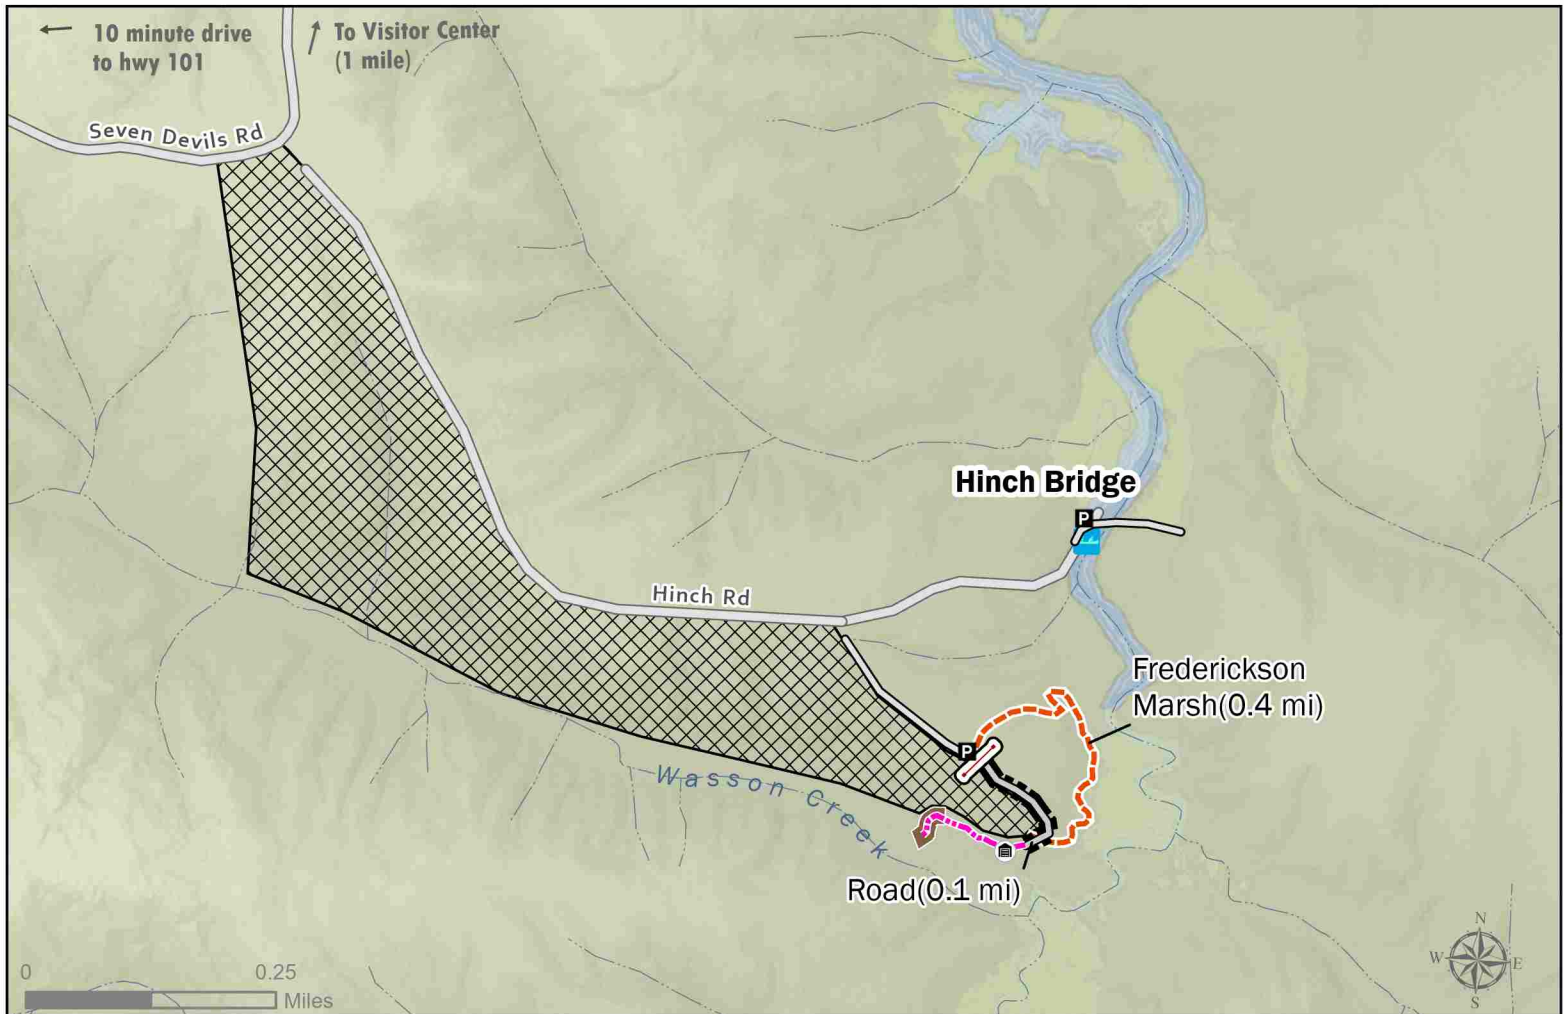 10 minute drive
to hwy 101
To Visitor Center
(1 mile)
Seven Devils Rd
Hinch Bridge
P
Hinch Rd
Frederickson
Marsh(0.4 mi)
P
Wasson Creek
Road(0.1 mi)
N
W E
S
0 0.25
Miles